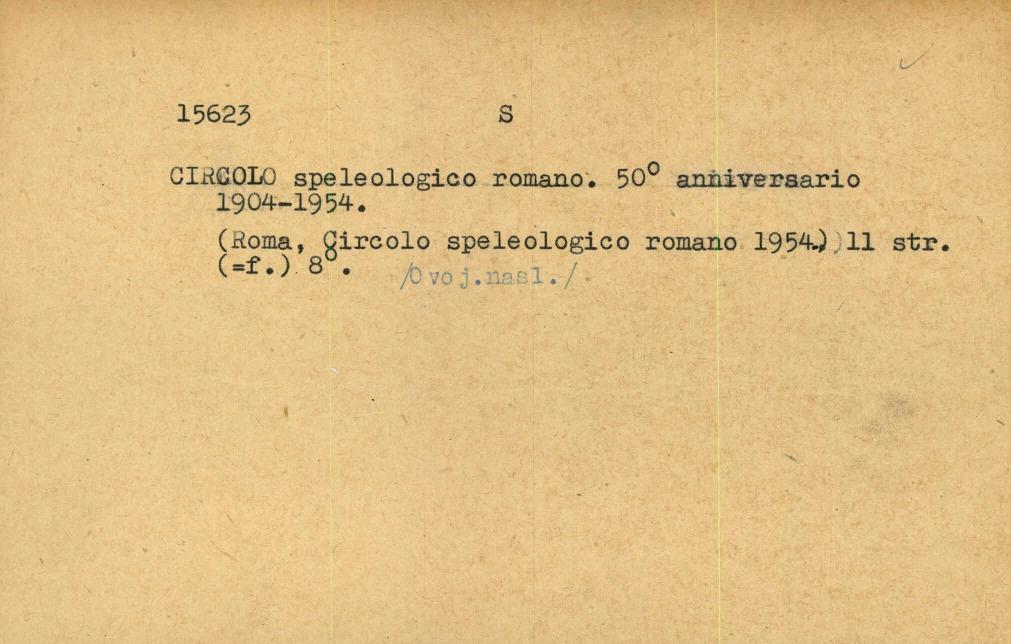 15623 S
CIRCOLO speleologico romano. 50° anniversario
1904-1954.
(Roma, Circolo speleologico romano 1954.) 11 str.
(=f.) 8°.
/Ovoj.nasl./